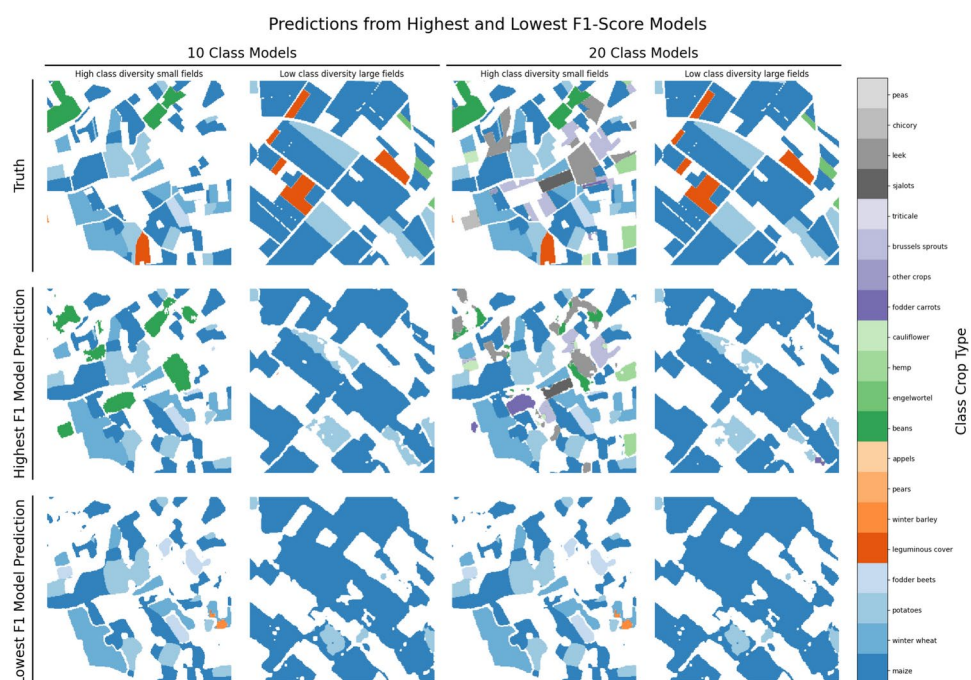 Predictions from Highest and Lowest F1-Score Models
10 Class Models
20 Class Models
High class diversity small fields
Low class diversity large fields
High class diversity small fields
Low class diversity large fields
Truth
Highest F1 Model Prediction
Lowest F1 Model Prediction
peas
chicory
leek
sjalots
triticale
brussels sprouts
other crops
fodder carrots
cauliflower
hemp
engelwortel
beans
appels
pears
winter barley
leguminous cover
fodder beets
potatoes
winter wheat
maize
Class Crop Type